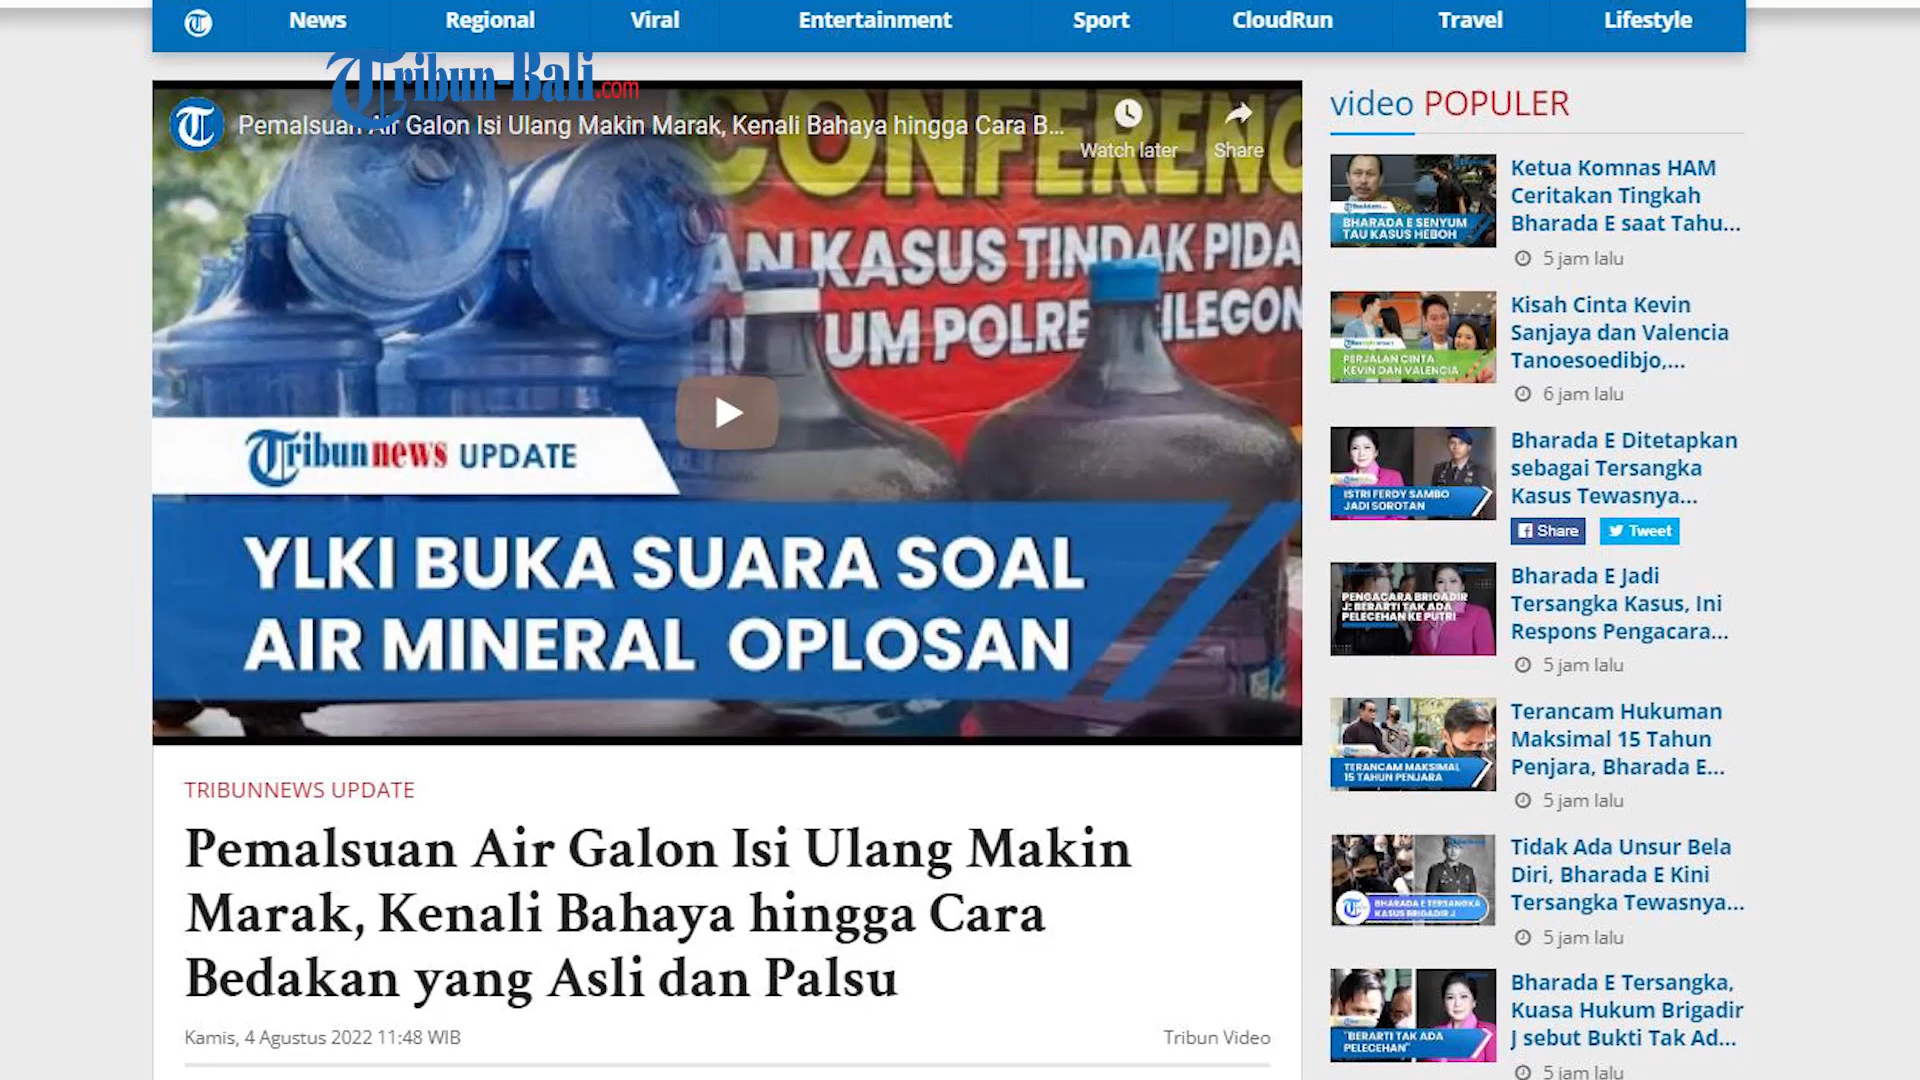 News
Regional
Viral
Entertainment
Sport
CloudRun
Travel
Lifestyle
Tribun-Bali.com
Pemalsuan Air Galon Isi Ulang Makin Marak, Kenali Bahaya hingga Cara B...
Watch later
Share
CONFERENC
AN KASUS TINDAK PIDA
UM POLRE ILEGON
Tribunnews UPDATE
YLKI BUKA SUARA SOAL
AIR MINERAL OPLOSAN
TRIBUNNEWS UPDATE
Pemalsuan Air Galon Isi Ulang Makin
Marak, Kenali Bahaya hingga Cara
Bedakan yang Asli dan Palsu
Kamis, 4 Agustus 2022 11:48 WIB
Tribun Video
video POPULER
BHARADA E SENYUM
TAU KASUS HEBOH
Ketua Komnas HAM
Ceritakan Tingkah
Bharada E saat Tahu...
5 jam lalu
PERJALAN CINTA
KEVIN DAN VALENCIA
Kisah Cinta Kevin
Sanjaya dan Valencia
Tanoesoedibjo,...
6 jam lalu
ISTRI FERDY SAMBO
JADI SOROTAN
Bharada E Ditetapkan
sebagai Tersangka
Kasus Tewasnya...
Share
Tweet
PENGACARA BRIGADIR
J: BERARTI TAK ADA
PELECEHAN KE PUTRI
Bharada E Jadi
Tersangka Kasus, Ini
Respons Pengacara...
5 jam lalu
TERANCAM MAKSIMAL
15 TAHUN PENJARA
Terancam Hukuman
Maksimal 15 Tahun
Penjara, Bharada E...
5 jam lalu
BHARADA E TERSANGKA
KASUS BRIGADIR J
Tidak Ada Unsur Bela
Diri, Bharada E Kini
Tersangka Tewasnya...
5 jam lalu
"BERARTI TAK ADA
PELECEHAN"
Bharada E Tersangka,
Kuasa Hukum Brigadir
J sebut Bukti Tak Ad...
5 jam lalu